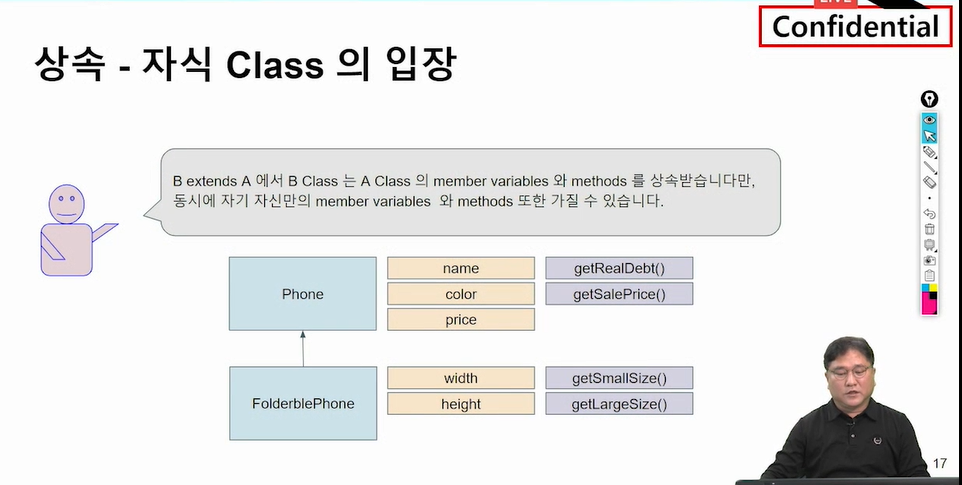 LIVE
Confidential
상속 - 자식 Class 의 입장
B extends A 에서 B Class 는 A Class 의 member variables 와 methods 를 상속받습니다만,
동시에 자기 자신만의 member variables 와 methods 또한 가질 수 있습니다.
Phone
name
getRealDebt()
color
getSalePrice()
price
FolderblePhone
width
getSmallSize()
height
getLargeSize()
17